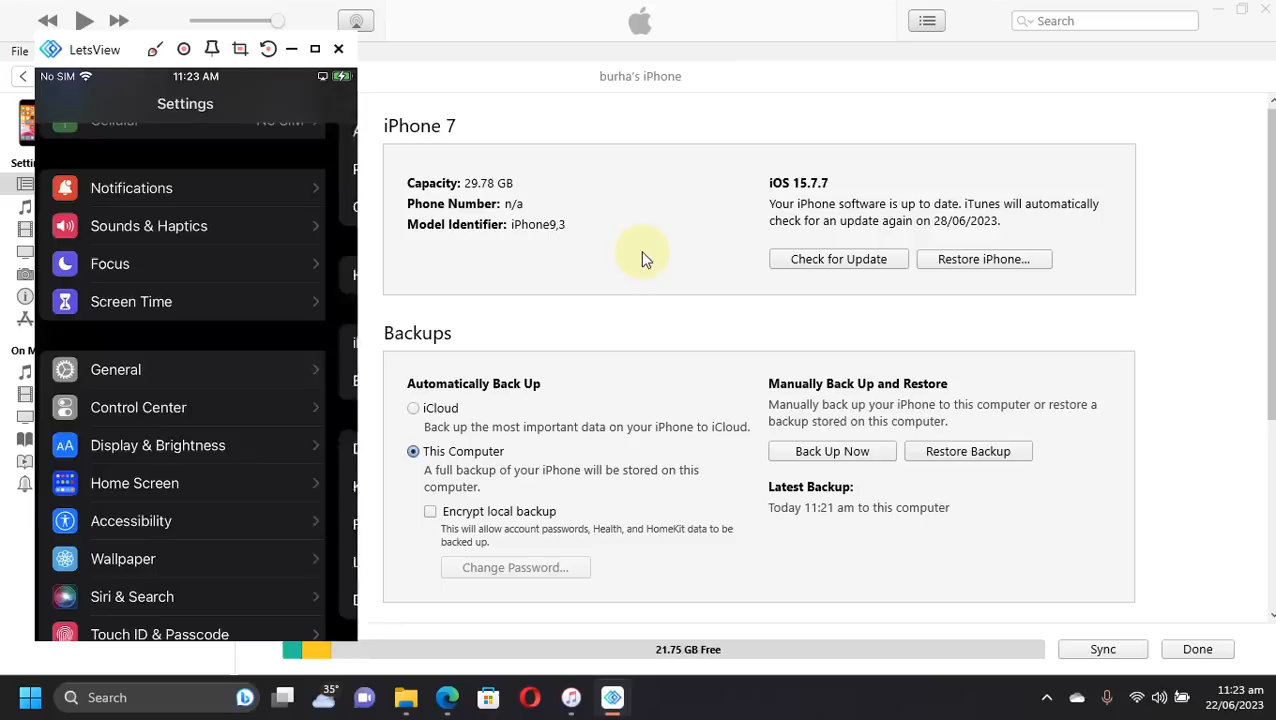 Search
File
LetsView
No SIM
11:23 AM
Settings
Cellular
No SIM
Notifications
Sounds & Haptics
Focus
Screen Time
General
Control Center
Display & Brightness
Home Screen
Accessibility
Wallpaper
Siri & Search
Touch ID & Passcode
Setti
On M
burha's iPhone
iPhone 7
Capacity: 29.78 GB
Phone Number: n/a
Model Identifier: iPhone9,3
iOS 15.7.7
Your iPhone software is up to date. iTunes will automatically
check for an update again on 28/06/2023.
Check for Update
Restore iPhone...
Backups
Automatically Back Up
iCloud
Back up the most important data on your iPhone to iCloud.
This Computer
A full backup of your iPhone will be stored on this
computer.
Encrypt local backup
This will allow account passwords, Health, and HomeKit data to be
backed up.
Change Password...
Manually Back Up and Restore
Manually back up your iPhone to this computer or restore a
backup stored on this computer.
Back Up Now
Restore Backup
Latest Backup:
Today 11:21 am to this computer
21.75 GB Free
Sync
Done
Search
35°
11:23 am
22/06/2023